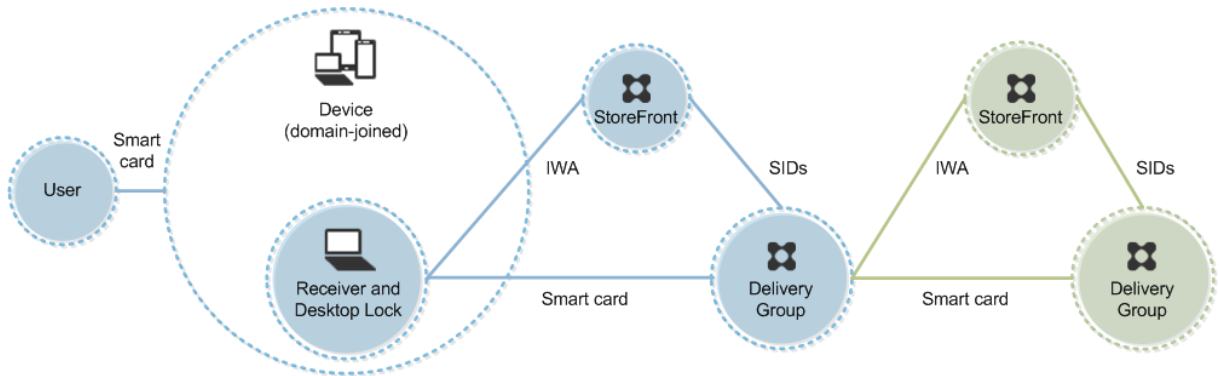 User
Smart
card
Device
(domain-joined)
Receiver and
Desktop Lock
IWA
StoreFront
SIDs
Smart card
Delivery
Group
IWA
StoreFront
SIDs
Smart card
Delivery
Group